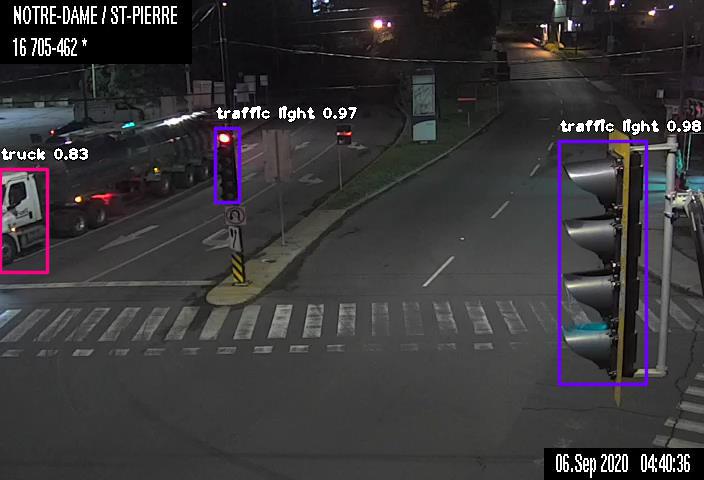 NOTRE-DAME / ST-PIERRE
16 705-462 *
traffic light 0.97
traffic light 0.98
truck 0.83
06.Sep 2020 04:40:36